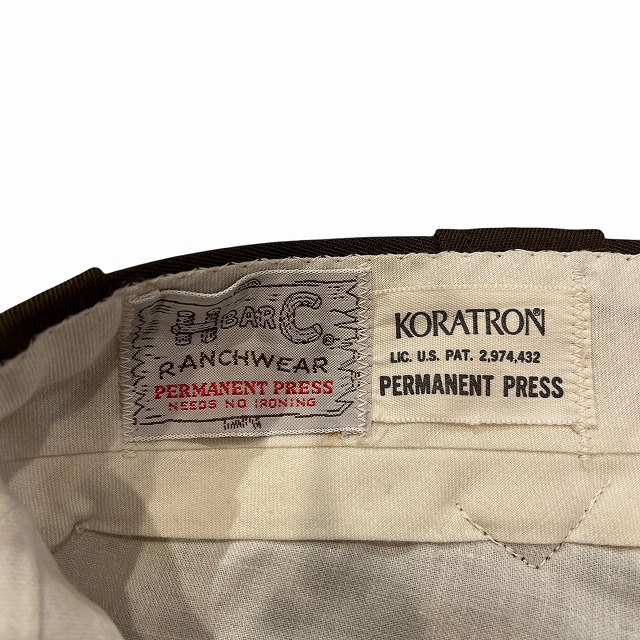 H BAR C®
RANCHWEAR
PERMANENT PRESS
NEEDS NO IRONING
KORATRON®
LIC. U.S. PAT. 2,974,432
PERMANENT PRESS